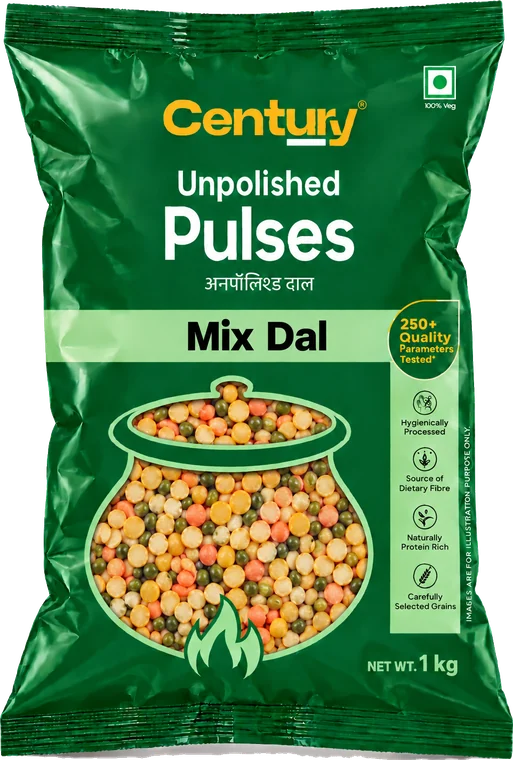 Century®
100% Veg
Unpolished
Pulses
अनपॉलिश्ड दाल
Mix Dal
250+
Quality
Parameters
Tested*
Hygienically
Processed
Source of
Dietary Fibre
Naturally
Protein Rich
Carefully
Selected Grains
IMAGES ARE FOR ILLUSTRATION PURPOSE ONLY.
NET WT. 1 kg